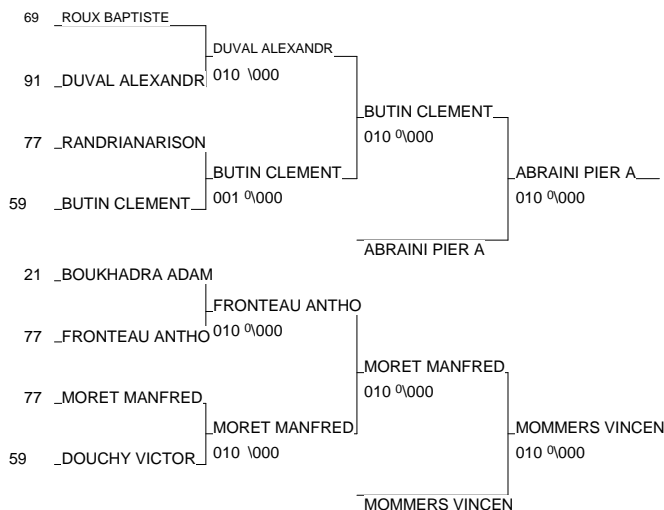 69 ROUX BAPTISTE
DUVAL ALEXANDR
010 \000
91 DUVAL ALEXANDR
BUTIN CLEMENT
010 0\000
77 RANDRIANARISON
BUTIN CLEMENT
001 0\000
ABRAINI PIER A
010 0\000
59 BUTIN CLEMENT
ABRAINI PIER A
21 BOUKHADRA ADAM
FRONTEAU ANTHO
010 0\000
77 FRONTEAU ANTHO
MORET MANFRED
010 0\000
77 MORET MANFRED
MORET MANFRED
010 \000
MOMMERS VINCEN
010 0\000
59 DOUCHY VICTOR
MOMMERS VINCEN